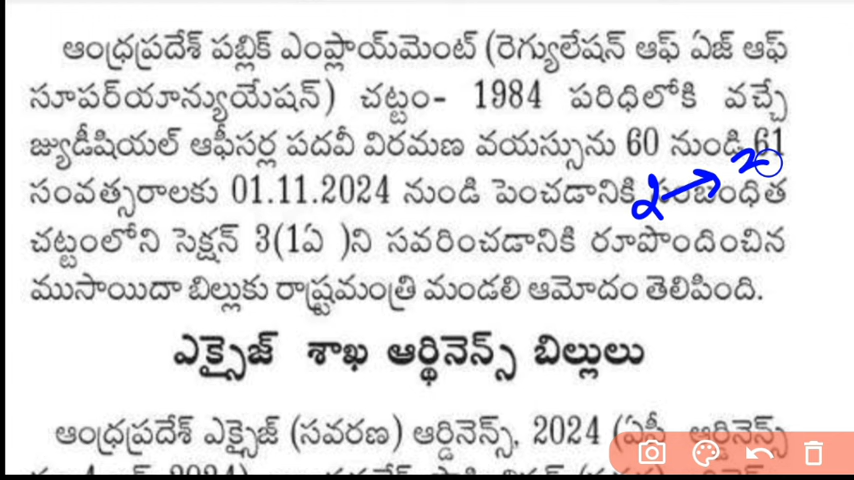 ఆంధ్రప్రదేశ్ పబ్లిక్ ఎంప్లాయ్‌మెంట్ (రెగ్యులేషన్ ఆఫ్ ఏజ్ ఆఫ్
సూపర్‌యాన్యుయేషన్) చట్టం- 1984 పరిధిలోకి వచ్చే
జ్యుడీషియల్ ఆఫీసర్ల పదవీ విరమణ వయస్సును 60 నుండి 61
సంవత్సరాలకు 01.11.2024 నుండి పెంచడానికి సంబంధిత
చట్టంలోని సెక్షన్ 3(1ఏ )ని సవరించడానికి రూపొందించిన
ముసాయిదా బిల్లుకు రాష్ట్రమంత్రి మండలి ఆమోదం తెలిపింది.
ఎక్సైజ్ శాఖ ఆర్థినెన్స్ బిల్లులు
ఆంధ్రప్రదేశ్ ఎక్సైజ్ (సవరణ) ఆర్డినెన్స్, 2024 (ఏపీ ఆర్డినెన్స్